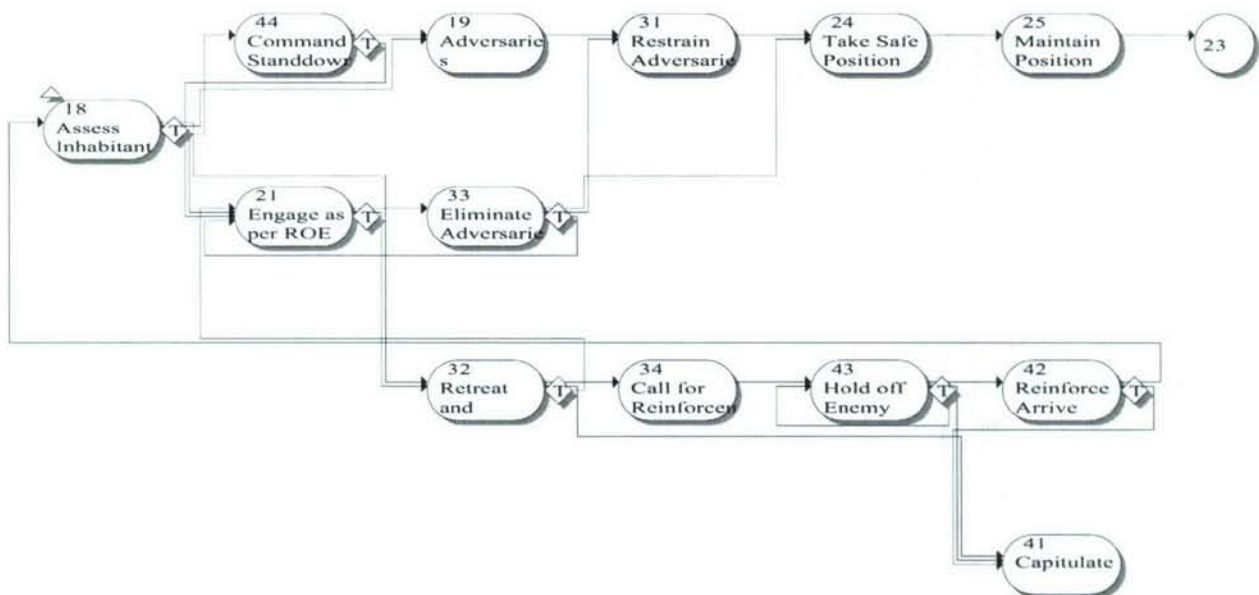 44
Command
Standdowr
T
19
Adversarie
s
31
Restrain
Adversarie
24
Take Safe
Position
25
Maintain
Position
23
18
Assess
Inhabitant
T
21
Engage as
per ROE
T
33
Eliminate
Adversarie
T
32
Retreat
and
T
34
Call for
Reinforcen
43
Hold off
Enemy
T
42
Reinforce
Arrive
T
41
Capitulate